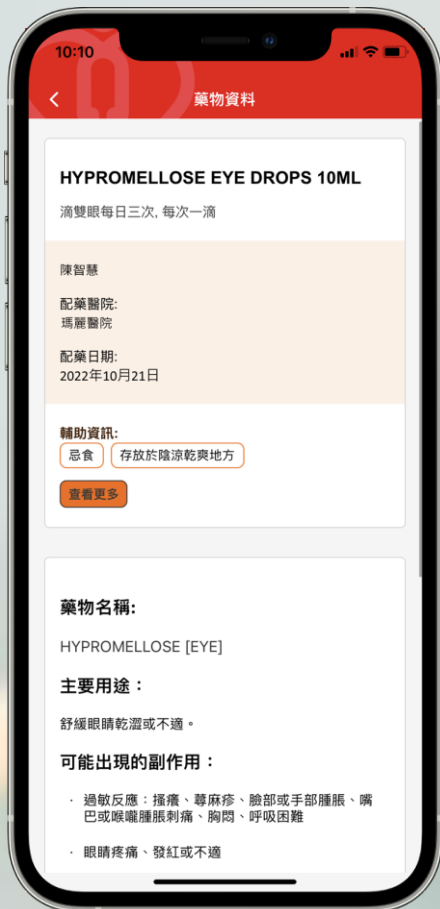 10:10
藥物資料
HYPROMELLOSE EYE DROPS 10ML
滴雙眼每日三次, 每次一滴
陳智慧
配藥醫院:
瑪麗醫院
配藥日期:
2022年10月21日
輔助資訊:
忌食 存放於陰涼乾爽地方
查看更多
藥物名稱:
HYPROMELLOSE [EYE]
主要用途：
舒緩眼睛乾澀或不適。
可能出現的副作用：
· 過敏反應：搔癢、蕁麻疹、臉部或手部腫脹、嘴
巴或喉嚨腫脹刺痛、胸悶、呼吸困難
· 眼睛疼痛、發紅或不適